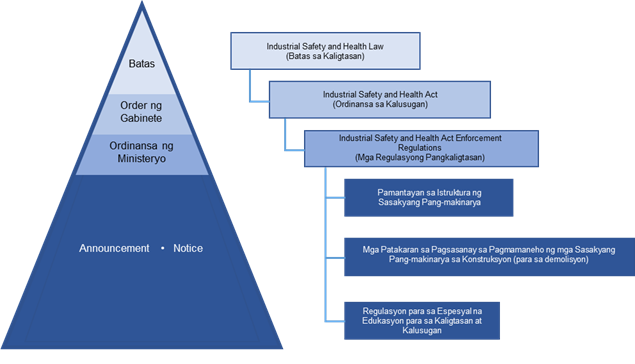 Batas
Order ng
Gabinete
Ordinansa ng
Ministeryo
Announcement • Notice
Industrial Safety and Health Law
(Batas sa Kaligtasan)
Industrial Safety and Health Act
(Ordinansa sa Kalusugan)
Industrial Safety and Health Act Enforcement
Regulations
(Mga Regulasyong Pangkaligtasan)
Pamantayan sa Istruktura ng
Sasakyang Pang-makinarya
Mga Patakaran sa Pagsasanay sa Pagmamaneho ng mga Sasakyang
Pang-makinarya sa Konstruksyon (para sa demolisyon)
Regulasyon para sa Espesyal na
Edukasyon para sa Kaligtasan at
Kalusugan